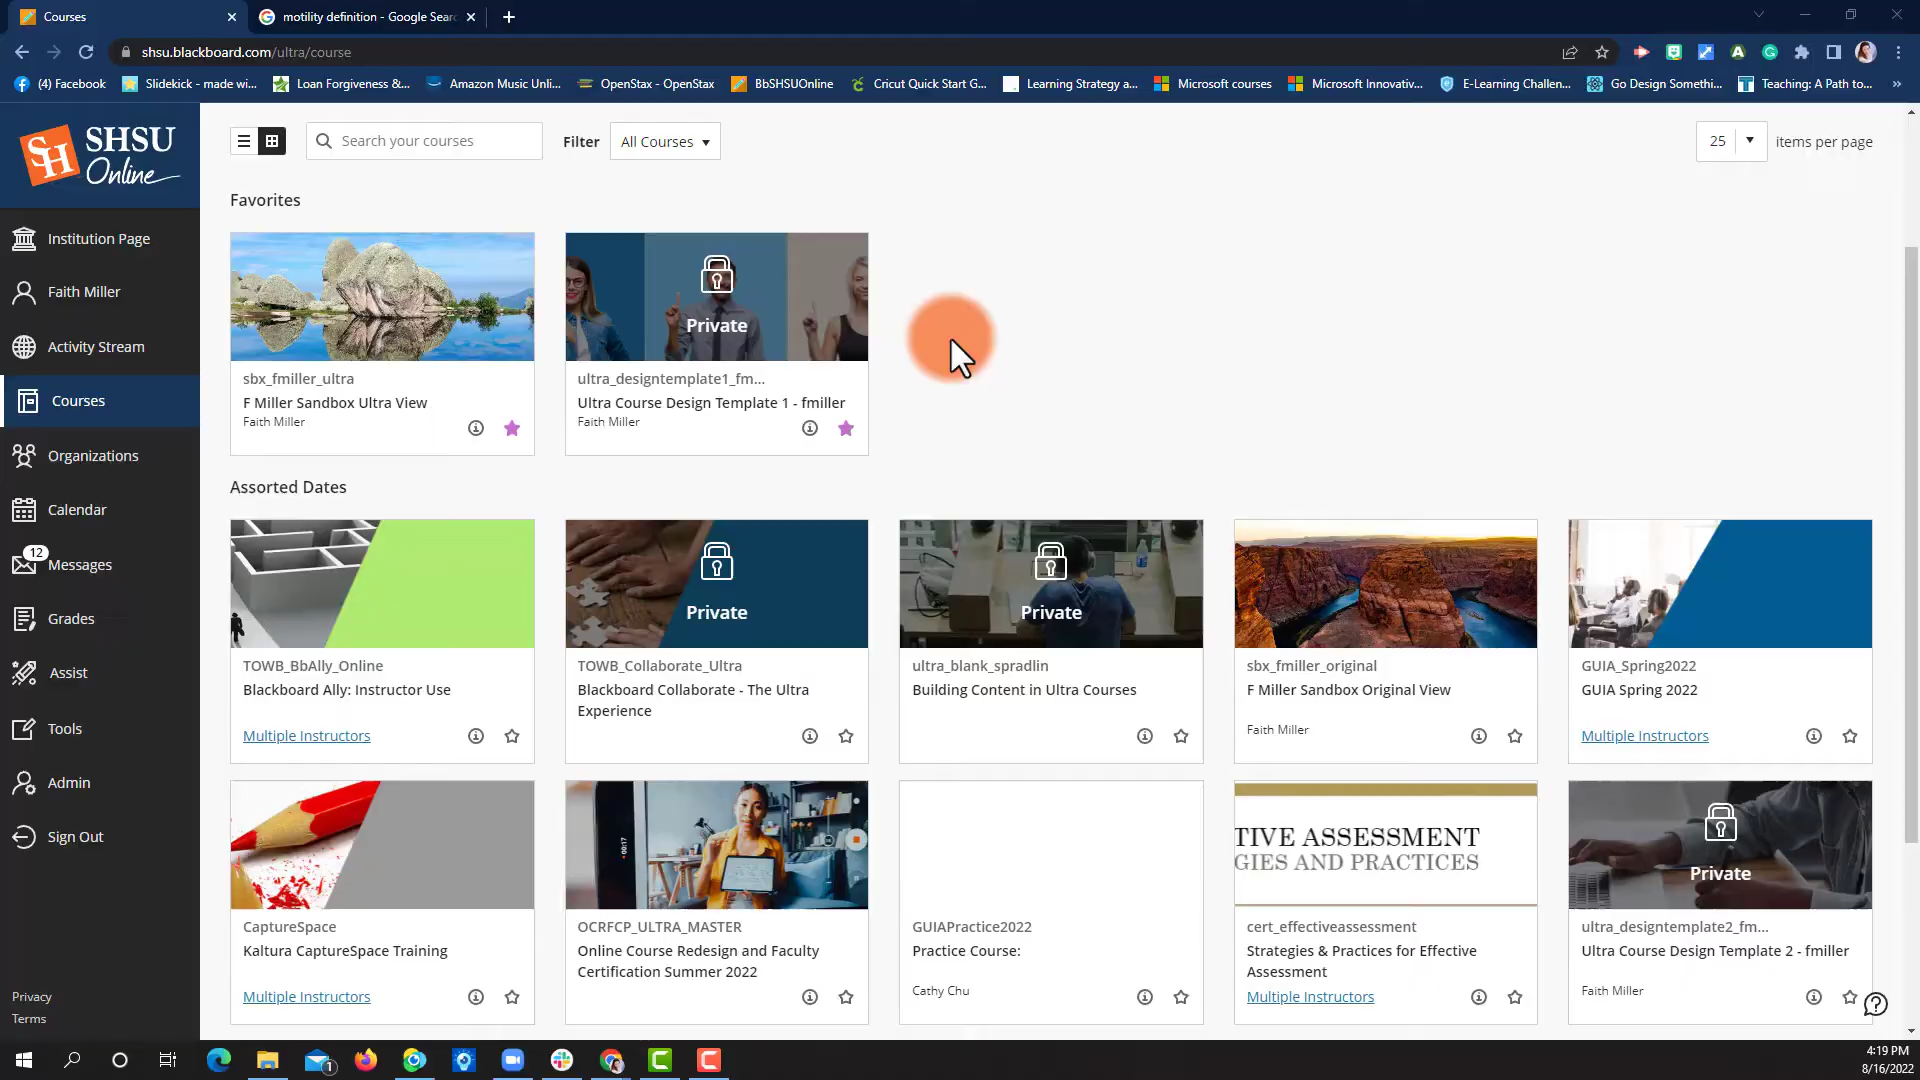 Courses
motility definition - Google Searc
shsu.blackboard.com/ultra/course
(4) Facebook
Slidekick - made wi...
Loan Forgiveness &...
Amazon Music Unli...
OpenStax - OpenStax
BbSHSUOnline
Cricut Quick Start G...
Learning Strategy a...
Microsoft courses
Microsoft Innovativ...
E-Learning Challen...
Go Design Somethi...
Teaching: A Path to...
SH SHSU
Online
Institution Page
Faith Miller
Activity Stream
Courses
Organizations
Calendar
12
Messages
Grades
Assist
Tools
Admin
Sign Out
Privacy
Terms
Search your courses
Filter
All Courses
25
items per page
Favorites
sbx_fmiller_ultra
F Miller Sandbox Ultra View
Faith Miller
Private
ultra_designtemplate1_fm...
Ultra Course Design Template 1 - fmiller
Faith Miller
Assorted Dates
TOWB_BbAlly_Online
Blackboard Ally: Instructor Use
Multiple Instructors
Private
TOWB_Collaborate_Ultra
Blackboard Collaborate - The Ultra
Experience
Private
ultra_blank_spradlin
Building Content in Ultra Courses
sbx_fmiller_original
F Miller Sandbox Original View
Faith Miller
GUIA_Spring2022
GUIA Spring 2022
Multiple Instructors
CaptureSpace
Kaltura CaptureSpace Training
Multiple Instructors
00:17
OCRFCP_ULTRA_MASTER
Online Course Redesign and Faculty
Certification Summer 2022
GUIAPractice2022
Practice Course:
Cathy Chu
TIVE ASSESSMENT
GIES AND PRACTICES
cert_effectiveassessment
Strategies & Practices for Effective
Assessment
Multiple Instructors
Private
ultra_designtemplate2_fm...
Ultra Course Design Template 2 - fmiller
Faith Miller
1
4:19 PM
8/16/2022